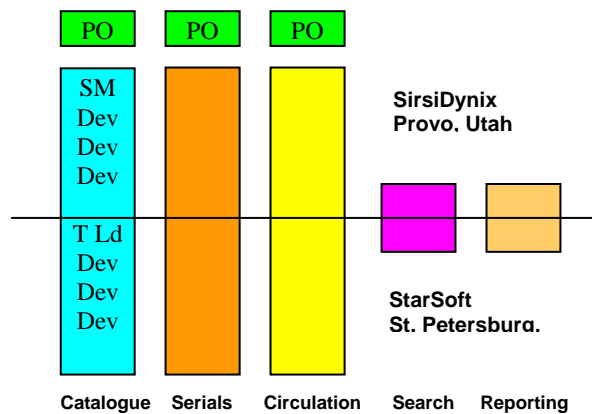 PO PO PO
SM
Dev
Dev
Dev
SirsiDynix
Provo, Utah
T Ld
Dev
Dev
Dev
StarSoft
St. Petersburg.
Catalogue Serials Circulation Search Reporting